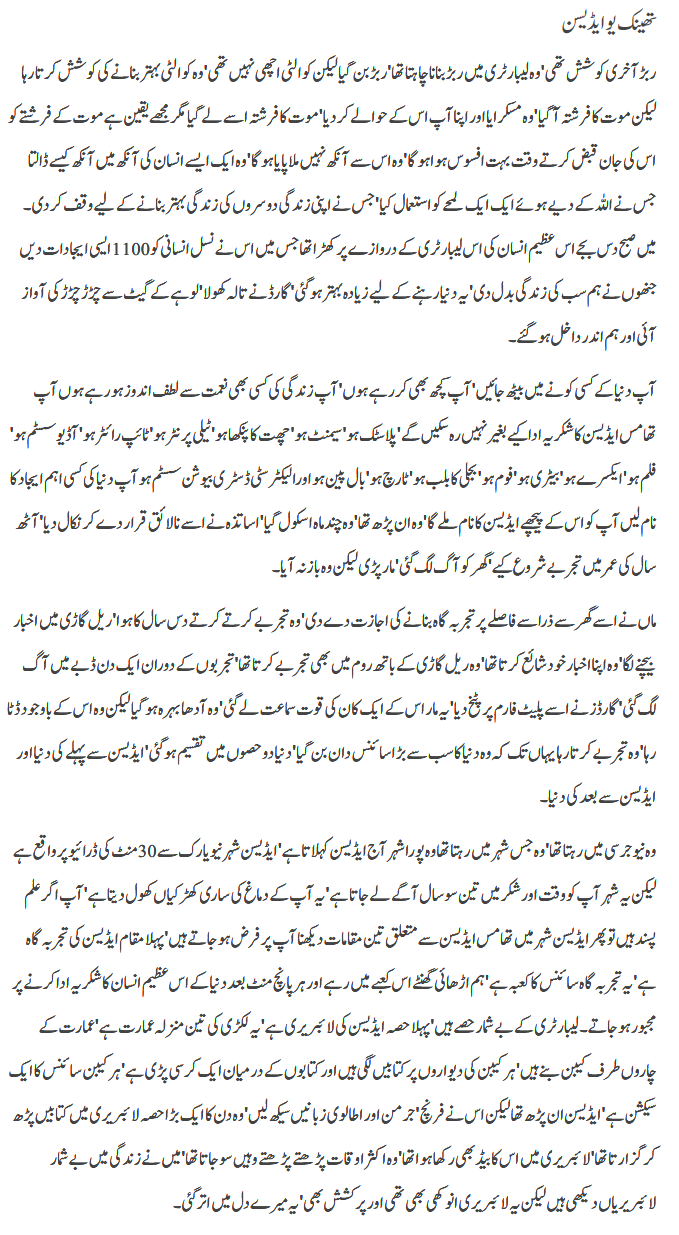 تھینک یو ایڈیسن
ربڑ آخری کوشش تھی' وہ لیبارٹری میں ربڑ بنانا چاہتا تھا' ربڑ بن گیا لیکن کوالٹی اچھی نہیں تھی' وہ کوالٹی بہتر بنانے کی کوشش کرتا رہا
لیکن موت کا فرشتہ آ گیا' وہ مسکرایا اور اپنا آپ اس کے حوالے کر دیا' موت کا فرشتہ اسے لے گیا مگر مجھے یقین ہے موت کے فرشتے کو
اس کی جان قبض کرتے وقت بہت افسوس ہوا ہو گا' وہ اس سے آنکھ نہیں ملا پایا ہو گا' وہ ایک ایسے انسان کی آنکھ میں آنکھ کیسے ڈالتا
جس نے اللہ کے دیے ہوئے ایک ایک لمحے کو استعمال کیا' جس نے اپنی زندگی دوسروں کی زندگی بہتر بنانے کے لیے وقف کر دی۔
میں صبح دس بجے اس عظیم انسان کی اس لیبارٹری کے دروازے پر کھڑا تھا جس میں اس نے نسل انسانی کو 1100 ایسی ایجادات دیں
جنھوں نے ہم سب کی زندگی بدل دی' یہ دنیا رہنے کے لیے زیادہ بہتر ہو گئی' گارڈ نے تالہ کھولا' لوہے کے گیٹ سے چڑڑ چڑڑ کی آواز
آئی اور ہم اندر داخل ہو گئے۔
آپ دنیا کے کسی کونے میں بیٹھ جائیں' آپ کچھ بھی کر رہے ہوں' آپ زندگی کی کسی بھی نعمت سے لطف اندوز ہو رہے ہوں آپ
تھامس ایڈیسن کا شکریہ ادا کیے بغیر نہیں رہ سکیں گے' پلاسٹک ہو' سیمنٹ ہو' چھت کا پنکھا ہو' ٹیلی پرنٹر ہو' ٹائپ رائٹر ہو' آڈیو سسٹم ہو'
فلم ہو' ایکسرے ہو' بیٹری ہو' فوم ہو' بجلی کا بلب ہو' ٹارچ ہو' بال پین ہو اور الیکٹرسٹی ڈسٹری بیوشن سسٹم ہو آپ دنیا کی کسی اہم ایجاد کا
نام لیں آپ کو اس کے پیچھے ایڈیسن کا نام ملے گا' وہ ان پڑھ تھا' وہ چند ماہ اسکول گیا' اساتذہ نے اسے نالائق قرار دے کر نکال دیا' آٹھ
سال کی عمر میں تجربے شروع کیے' گھر کو آگ لگ گئی' مار پڑی لیکن وہ باز نہ آیا۔
ماں نے اسے گھر سے ذرا سے فاصلے پر تجربہ گاہ بنانے کی اجازت دے دی' وہ تجربے کرتے کرتے دس سال کا ہوا' ریل گاڑی میں اخبار
بیچنے لگا' وہ اپنا اخبار خود شائع کرتا تھا' وہ ریل گاڑی کے باتھ روم میں بھی تجربے کرتا تھا' تجربوں کے دوران ایک دن ڈبے میں آگ
لگ گئی' گارڈز نے اسے پلیٹ فارم پر پٹخ دیا' یہ مار اس کے ایک کان کی قوت سماعت لے گئی' وہ آدھا بہرہ ہو گیا لیکن وہ اس کے باوجود ڈٹا
رہا' وہ تجربے کرتا رہا یہاں تک کہ وہ دنیا کا سب سے بڑا سائنس دان بن گیا' دنیا دو حصوں میں تقسیم ہو گئی' ایڈیسن سے پہلے کی دنیا اور
ایڈیسن سے بعد کی دنیا۔
وہ نیو جرسی میں رہتا تھا' وہ جس شہر میں رہتا تھا وہ پورا شہر آج ایڈیسن کہلاتا ہے' ایڈیسن شہر نیویارک سے 30 منٹ کی ڈرائیو پر واقع ہے
لیکن یہ شہر آپ کو وقت اور شکر میں تین سو سال آگے لے جاتا ہے' یہ آپ کے دماغ کی ساری کھڑکیاں کھول دیتا ہے' آپ اگر علم
پسند ہیں تو پھر ایڈیسن شہر میں تھامس ایڈیسن سے متعلق تین مقامات دیکھنا آپ پر فرض ہو جاتے ہیں' پہلا مقام ایڈیسن کی تجربہ گاہ
ہے' یہ تجربہ گاہ سائنس کا کعبہ ہے' ہم اڑھائی گھنٹے اس کعبے میں رہے اور ہر پانچ منٹ بعد دنیا کے اس عظیم انسان کا شکریہ ادا کرنے پر
مجبور ہو جاتے۔ لیبارٹری کے بے شمار حصے ہیں' پہلا حصہ ایڈیسن کی لائبریری ہے' یہ لکڑی کی تین منزلہ عمارت ہے' عمارت کے
چاروں طرف کیبن بنے ہیں' ہر کیبن کی دیواروں پر کتابیں لگی ہیں اور کتابوں کے درمیان ایک کرسی پڑی ہے' ہر کیبن سائنس کا ایک
سیکشن ہے' ایڈیسن ان پڑھ تھا لیکن اس نے فرنچ' جرمن اور اطالوی زبانیں سیکھ لیں' وہ دن کا ایک بڑا حصہ لائبریری میں کتابیں پڑھ
کر گزارتا تھا' لائبریری میں اس کا بیڈ بھی رکھا ہوا تھا' وہ اکثر اوقات پڑھتے پڑھتے وہیں سو جاتا تھا' میں نے زندگی میں بے شمار
لائبریریاں دیکھی ہیں لیکن یہ لائبریری انوکھی بھی تھی اور پرکشش بھی' یہ میرے دل میں اتر گئی۔